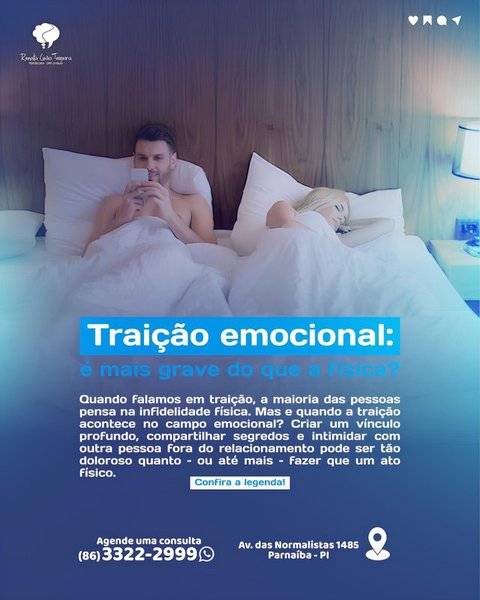 Traição emocional:
é mais grave do que a física?
Quando falamos em traição, a maioria das pessoas
pensa na infidelidade física. Mas e quando a traição
acontece no campo emocional? Criar um vínculo
profundo, compartilhar segredos e intimidar com
outra pessoa fora do relacionamento pode ser tão
doloroso quanto - ou até mais - fazer que um ato
físico.
Confira a legenda!
Agende uma consulta
(86) 3322-2999
Av. das Normalistas 1485
Parnaíba - PI